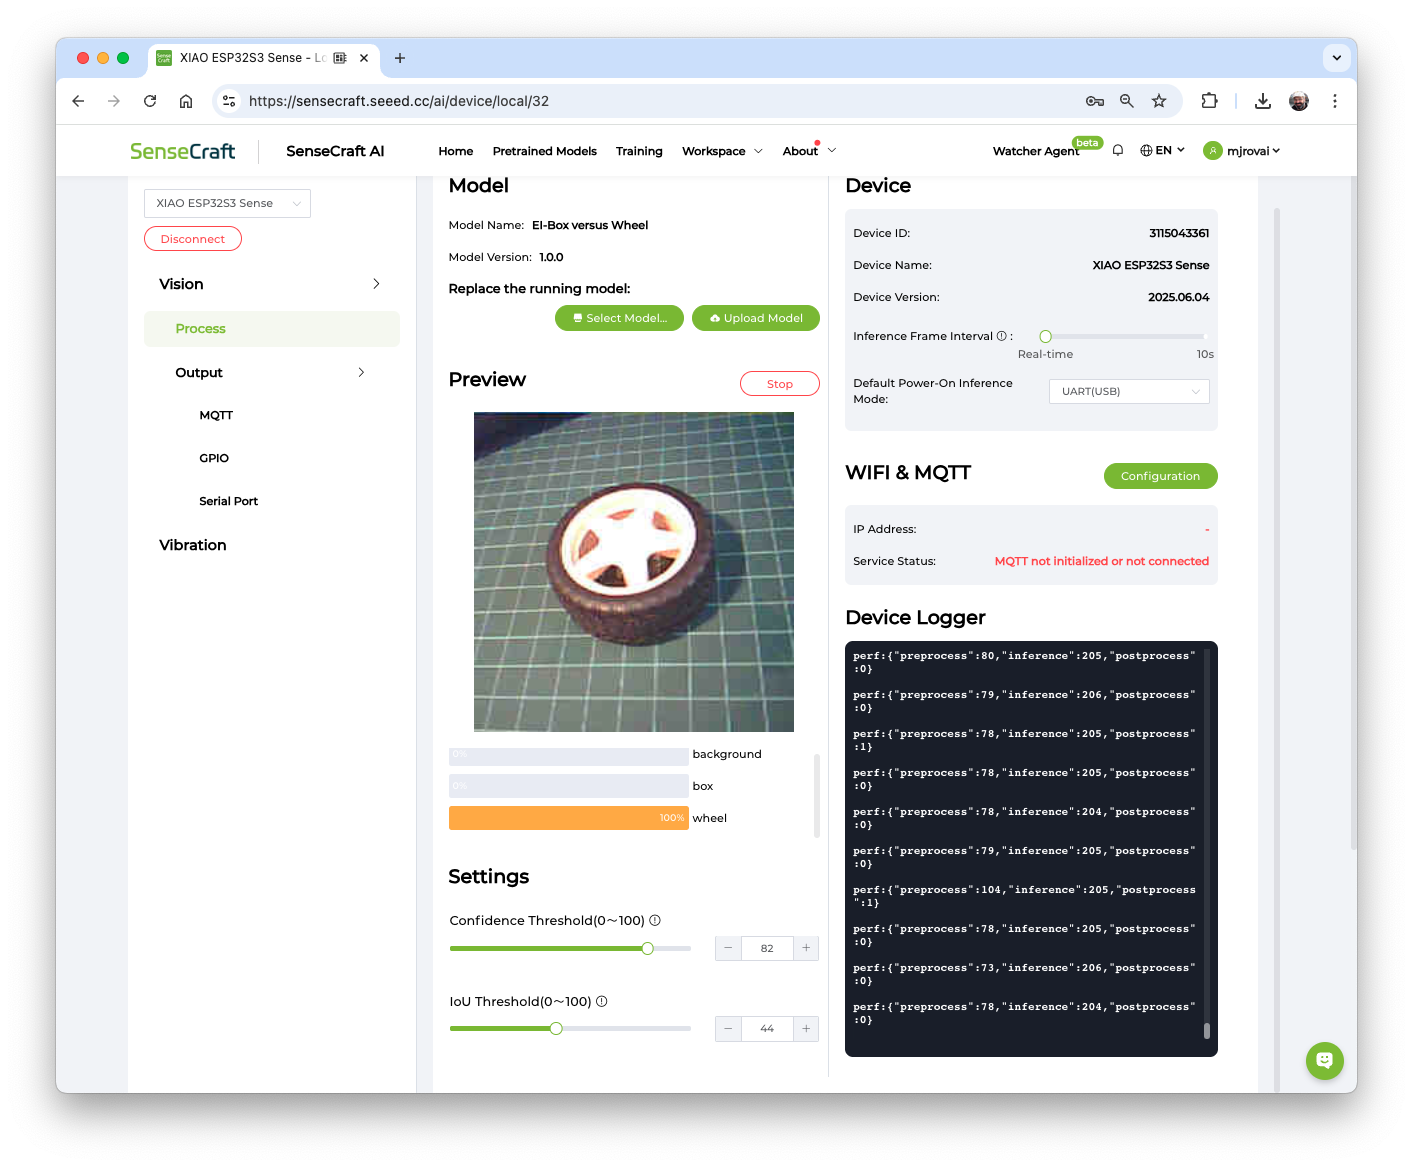 XIAO ESP32S3 Sense - Lo
https://sensecraft.seeed.cc/ai/device/local/32
SenseCraft
SenseCraft AI
Home
Pretrained Models
Training
Workspace
About
Watcher Agent
beta
EN
mjrovai
XIAO ESP32S3 Sense
Disconnect
Vision
Process
Output
MQTT
GPIO
Serial Port
Vibration
Model
Model Name: EI-Box versus Wheel
Model Version: 1.0.0
Replace the running model:
Select Model...
Upload Model
Preview
Stop
0% background
0% box
100% wheel
Settings
Confidence Threshold(0～100)
− 82 +
IoU Threshold(0～100)
− 44 +
Device
Device ID: 3115043361
Device Name: XIAO ESP32S3 Sense
Device Version: 2025.06.04
Inference Frame Interval :
Real-time 10s
Default Power-On Inference
Mode:
UART(USB)
WIFI & MQTT
Configuration
IP Address: -
Service Status: MQTT not initialized or not connected
Device Logger
perf:{"preprocess":80,"inference":205,"postprocess"
:0}
perf:{"preprocess":79,"inference":206,"postprocess"
:0}
perf:{"preprocess":78,"inference":205,"postprocess"
:1}
perf:{"preprocess":78,"inference":205,"postprocess"
:0}
perf:{"preprocess":78,"inference":204,"postprocess"
:0}
perf:{"preprocess":79,"inference":205,"postprocess"
:0}
perf:{"preprocess":104,"inference":205,"postprocess
":1}
perf:{"preprocess":78,"inference":205,"postprocess"
:0}
perf:{"preprocess":73,"inference":206,"postprocess"
:0}
perf:{"preprocess":78,"inference":204,"postprocess"
:0}